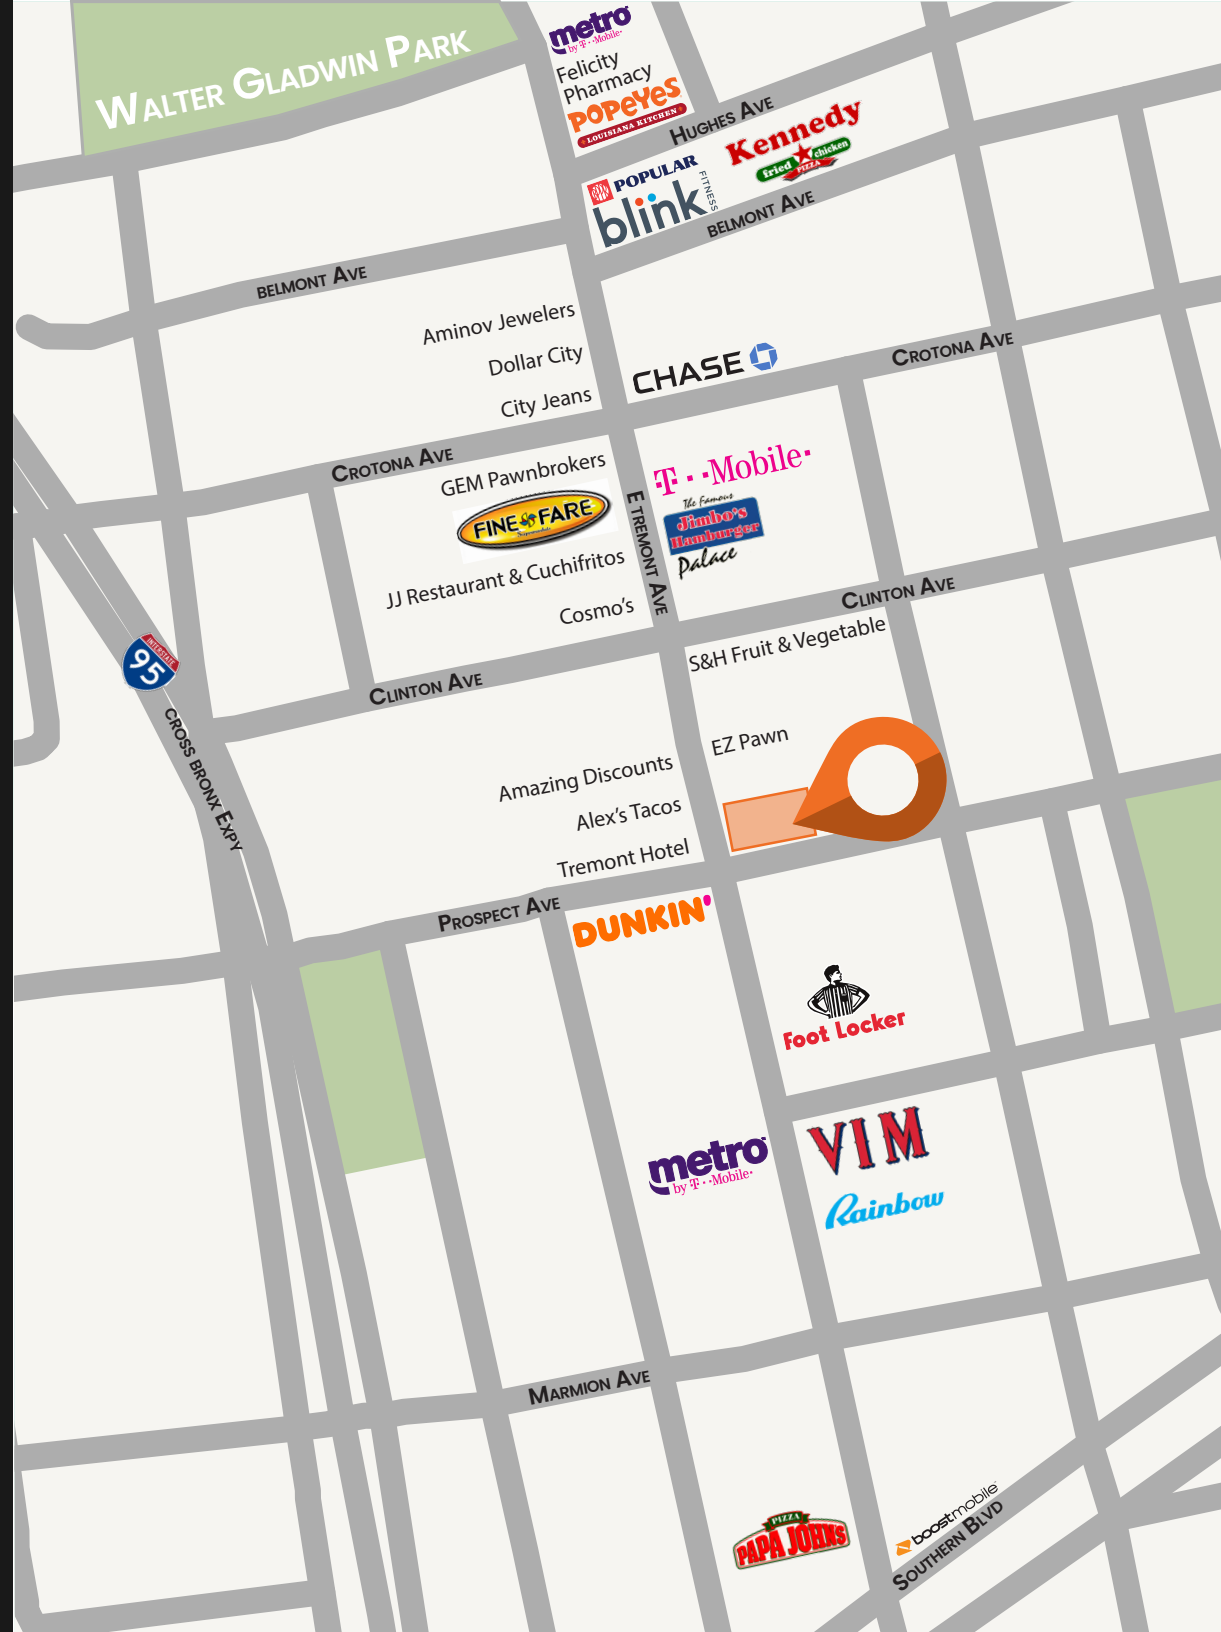 metro
by T··Mobile·
Felicity
Pharmacy
POPEYES
LOUISIANA KITCHEN
WALTER GLADWIN PARK
HUGHES AVE
Kennedy
fried chicken
PIZZA
POPULAR
blink
FITNESS
BELMONT AVE
BELMONT AVE
Aminov Jewelers
Dollar City
City Jeans
CHASE
CROTONA AVE
CROTONA AVE
GEM Pawnbrokers
FINE FARE
Supermarkets
JJ Restaurant & Cuchifritos
Cosmo's
E TREMONT AVE
T··Mobile·
The Famous
Jimbo's
Hamburger
Palace
CLINTON AVE
CLINTON AVE
S&H Fruit & Vegetable
INTERSTATE
95
CROSS BRONX EXPY
EZ Pawn
Amazing Discounts
Alex's Tacos
Tremont Hotel
PROSPECT AVE
DUNKIN'
Foot Locker
VIM
Rainbow
metro
by T··Mobile·
MARMION AVE
PIZZA
PAPA JOHN'S
boostmobile
SOUTHERN BLVD